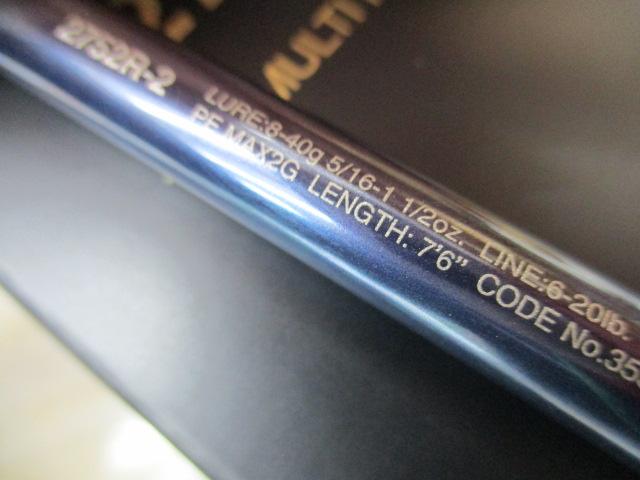 MULTI
2752R-2
LURE:8-40g 5/16-1 1/2oz. LINE:6-20lb.
PE MAX2G LENGTH: 7'6" CODE No.35